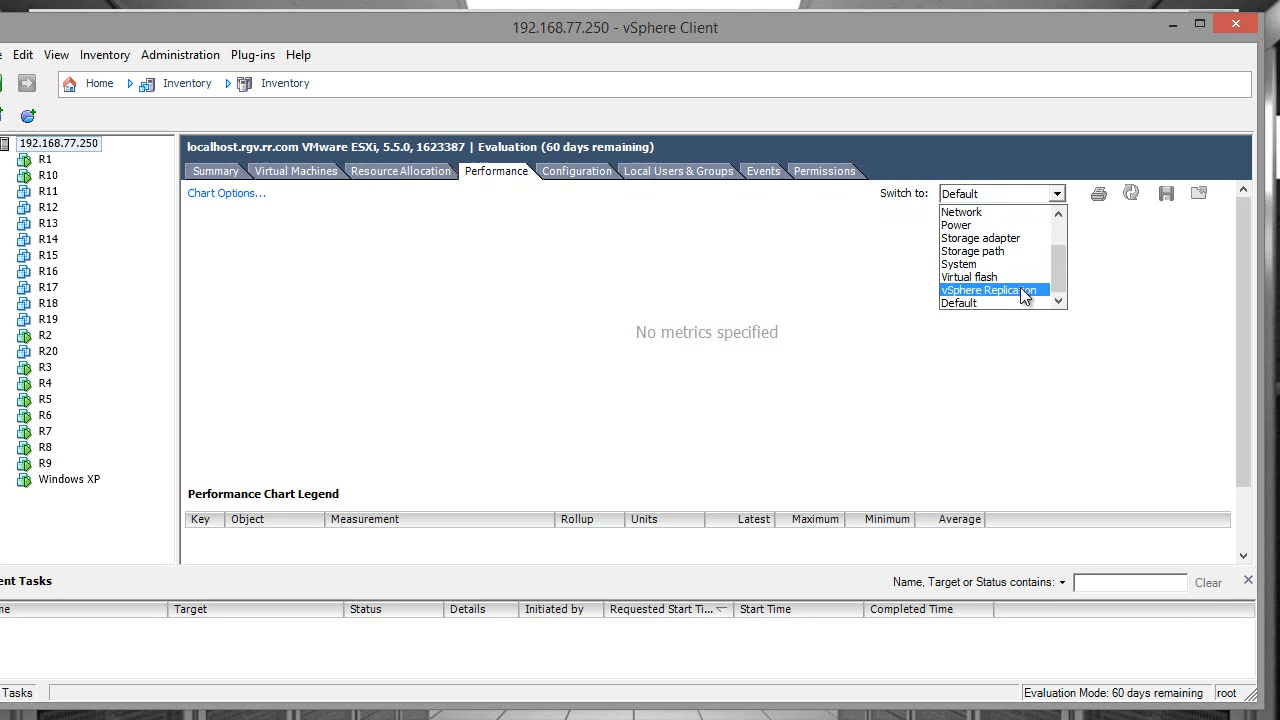 192.168.77.250 - vSphere Client
Edit View Inventory Administration Plug-ins Help
Home Inventory Inventory
192.168.77.250
R1
R10
R11
R12
R13
R14
R15
R16
R17
R18
R19
R2
R20
R3
R4
R5
R6
R7
R8
R9
Windows XP
localhost.rgv.rr.com VMware ESXi, 5.5.0, 1623387 | Evaluation (60 days remaining)
Summary Virtual Machines Resource Allocation Performance Configuration Local Users & Groups Events Permissions
Chart Options... Switch to: Default
Network
Power
Storage adapter
Storage path
System
Virtual flash
vSphere Replication
Default
No metrics specified
Performance Chart Legend
Key Object Measurement Rollup Units Latest Maximum Minimum Average
ent Tasks Name, Target or Status contains: Clear
me Target Status Details Initiated by Requested Start Ti... Start Time Completed Time
Tasks Evaluation Mode: 60 days remaining root